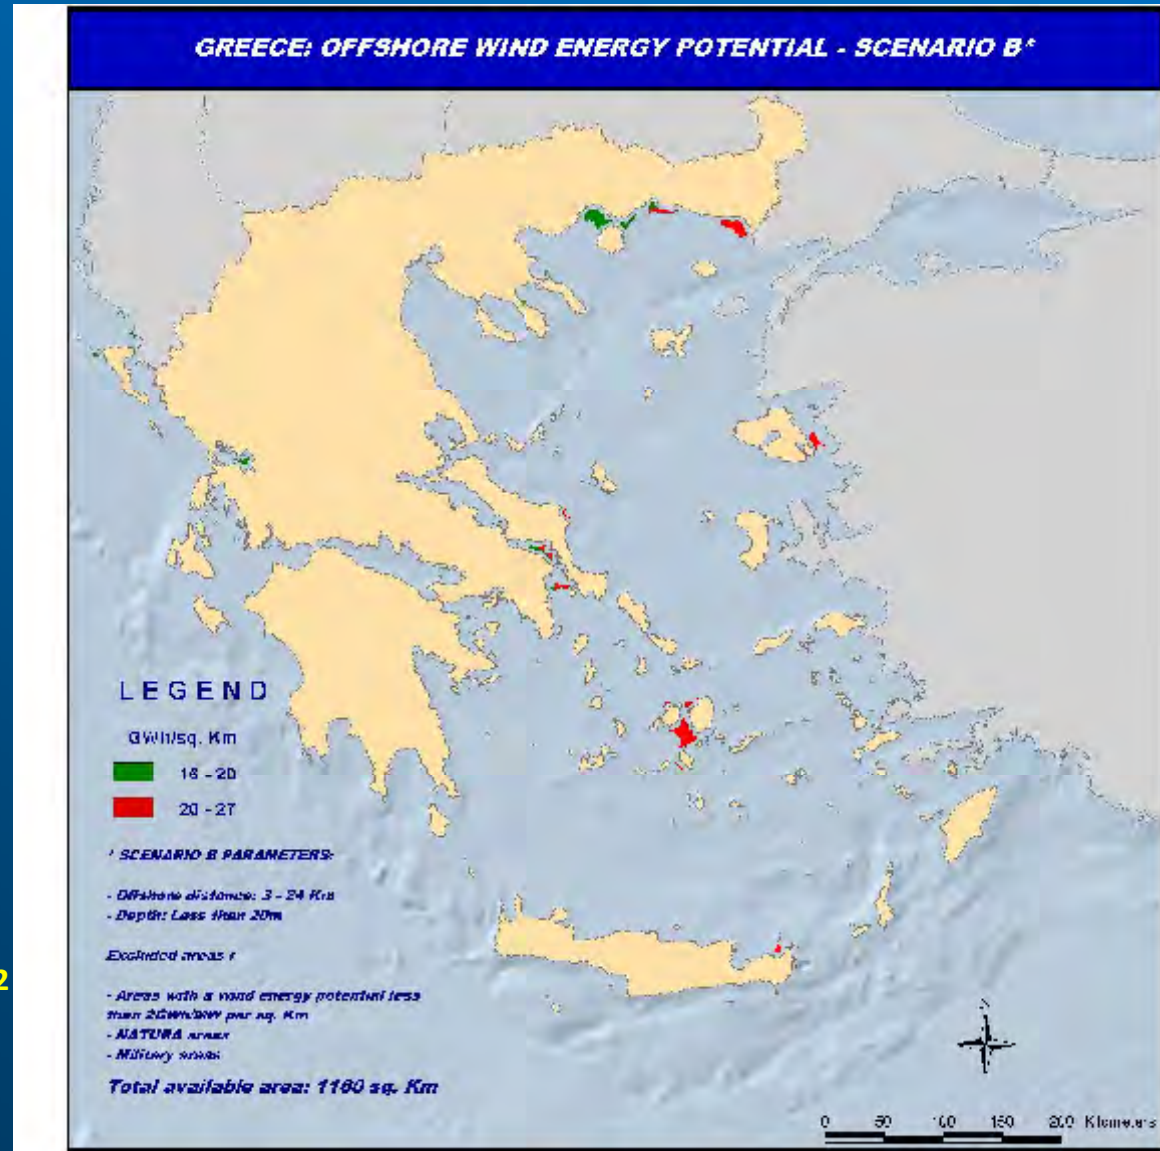 GREECE: OFFSHORE WIND ENERGY POTENTIAL - SCENARIO B*
LEGEND
GWh/sq. Km
16 - 20
20 - 27
* SCENARIO B PARAMETERS:
- Offshore distance: 3 - 24 Km
- Depth: Less than 20m
Excluded areas :
- Areas with a wind energy potential less
than 2GWh/MW per sq. Km
- NATURA areas
- Military areas
Total available area: 1160 sq. Km
2
0 50 100 150 200 Kilometers